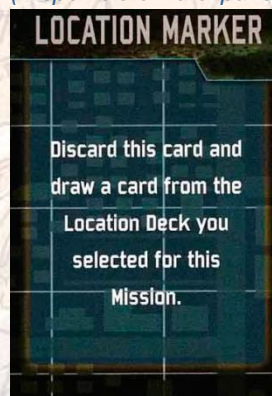 LOCATION MARKER
Discard this card and
draw a card from the
Location Deck you
selected for this
Mission.